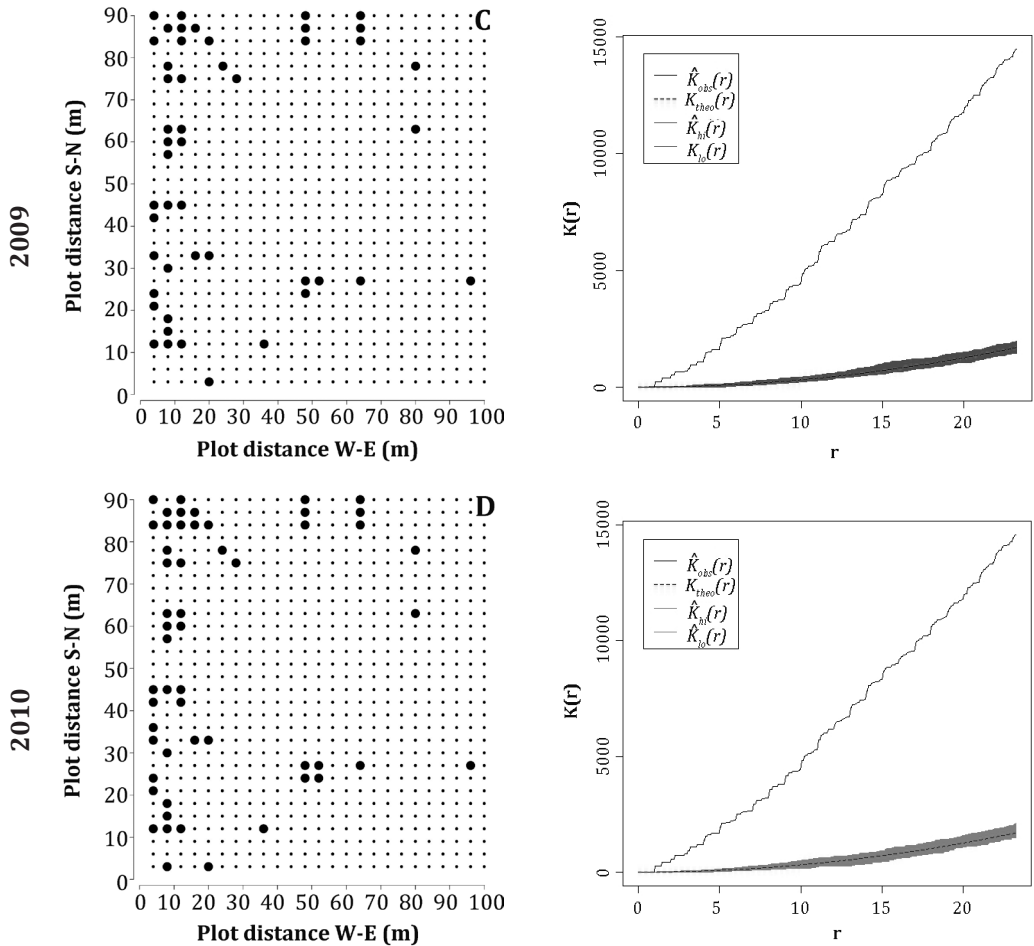 2009
C
Plot distance S-N (m)
90
80
70
60
50
40
30
20
10
0
0 10 20 30 40 50 60 70 80 90 100
Plot distance W-E (m)
K(r)
15000
10000
5000
0
K̂obs(r)
Ktheo(r)
K̂hi(r)
Klo(r)
0 5 10 15 20
r
2010
D
Plot distance S-N (m)
90
80
70
60
50
40
30
20
10
0
0 10 20 30 40 50 60 70 80 90 100
Plot distance W-E (m)
K(r)
15000
10000
5000
0
K̂obs(r)
Ktheo(r)
K̂hi(r)
K̂lo(r)
0 5 10 15 20
r